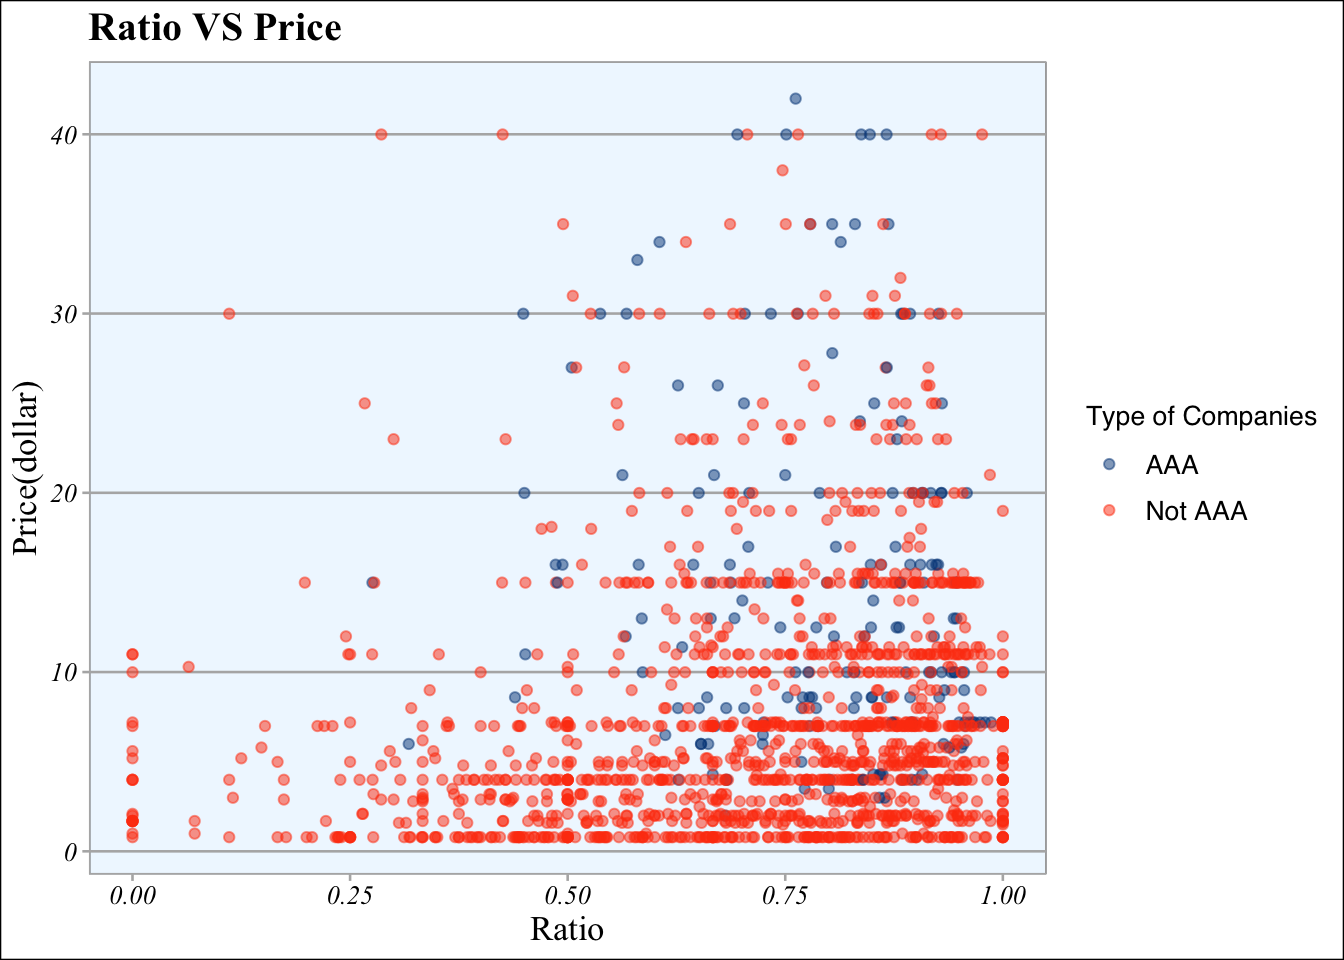 Ratio VS Price
Price(dollar)
40
30
20
10
0
0.00 0.25 0.50 0.75 1.00
Ratio
Type of Companies
AAA
Not AAA